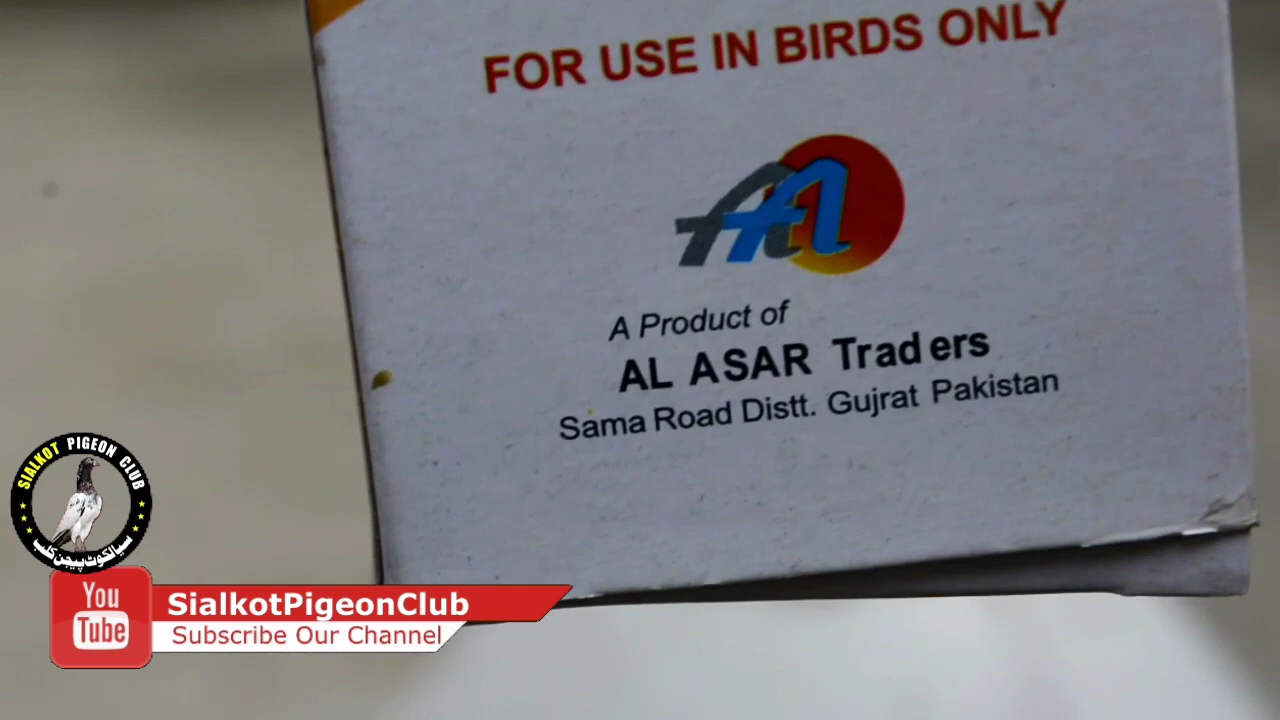 FOR USE IN BIRDS ONLY
A Product of
AL ASAR Traders
Sama Road Distt. Gujrat Pakistan
SIALKOT PIGEON CLUB
سیالکوٹ پیجن کلب
You
Tube
SialkotPigeonClub
Subscribe Our Channel